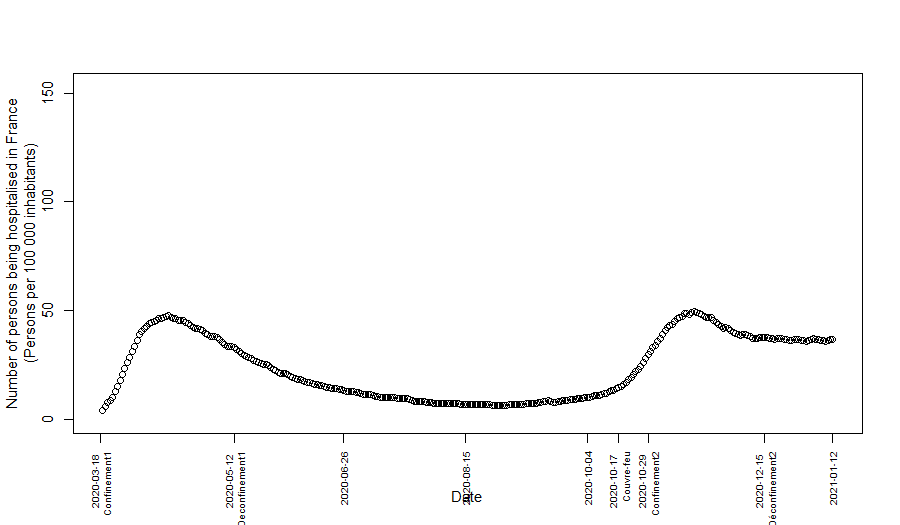 Number of persons being hospitalised in France
(Persons per 100 000 inhabitants)
150
100
50
0
2020-03-18
Confinement1
2020-05-12
Deconfinement1
2020-06-26
2020-08-15
2020-10-04
2020-10-17
Couvre-feu
2020-10-29
Confinement2
2020-12-15
Déconfinement2
2021-01-12
Date